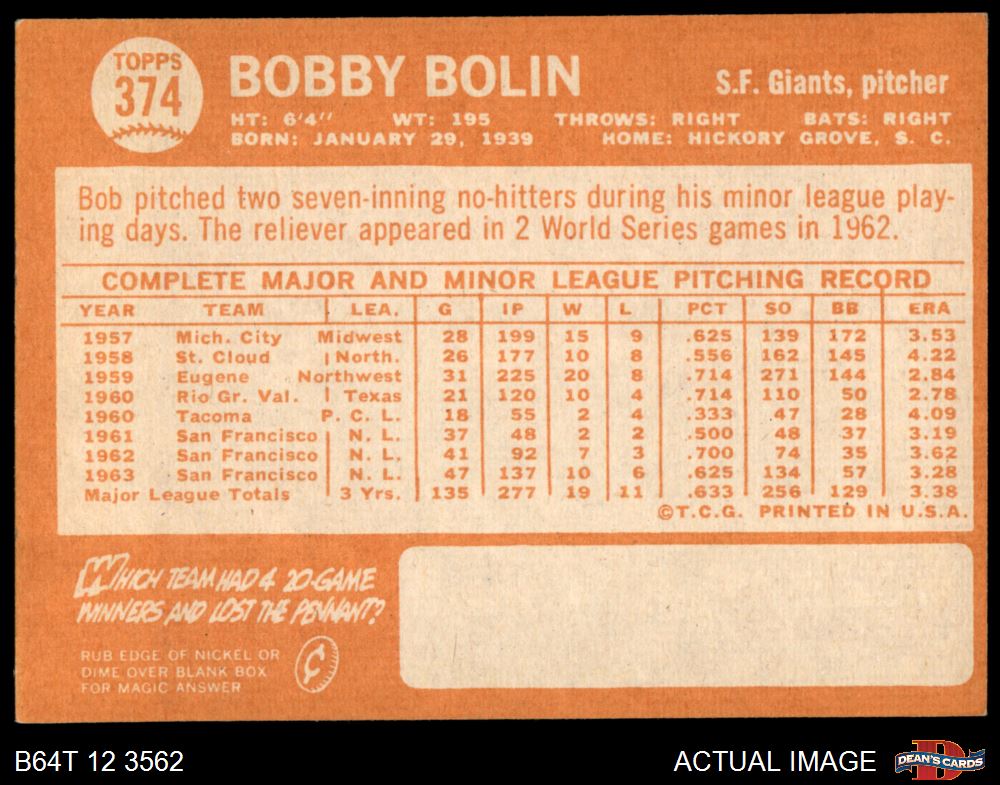 TOPPS
374
BOBBY BOLIN
S.F. Giants, pitcher
HT: 6'4" WT: 195 THROWS: RIGHT BATS: RIGHT
BORN: JANUARY 29, 1939 HOME: HICKORY GROVE, S. C.
Bob pitched two seven-inning no-hitters during his minor league play-
ing days. The reliever appeared in 2 World Series games in 1962.
COMPLETE MAJOR AND MINOR LEAGUE PITCHING RECORD
YEAR TEAM LEA. G IP W L PCT SO BB ERA
1957 Mich. City Midwest 28 199 15 9 .625 139 172 3.53
1958 St. Cloud North. 26 177 10 8 .556 162 145 4.22
1959 Eugene Northwest 31 225 20 8 .714 271 144 2.84
1960 Rio Gr. Val. Texas 21 120 10 4 .714 110 50 2.78
1960 Tacoma P. C. L. 18 55 2 4 .333 47 28 4.09
1961 San Francisco N. L. 37 48 2 2 .500 48 37 3.19
1962 San Francisco N. L. 41 92 7 3 .700 74 35 3.62
1963 San Francisco N. L. 47 137 10 6 .625 134 57 3.28
Major League Totals 3 Yrs. 135 277 19 11 .633 256 129 3.38
©T.C.G. PRINTED IN U.S.A.
WHICH TEAM HAD 4 20-GAME
WINNERS AND LOST THE PENNANT?
RUB EDGE OF NICKEL OR
DIME OVER BLANK BOX
FOR MAGIC ANSWER
¢
B64T 12 3562
ACTUAL IMAGE
D
DEAN'S CARDS